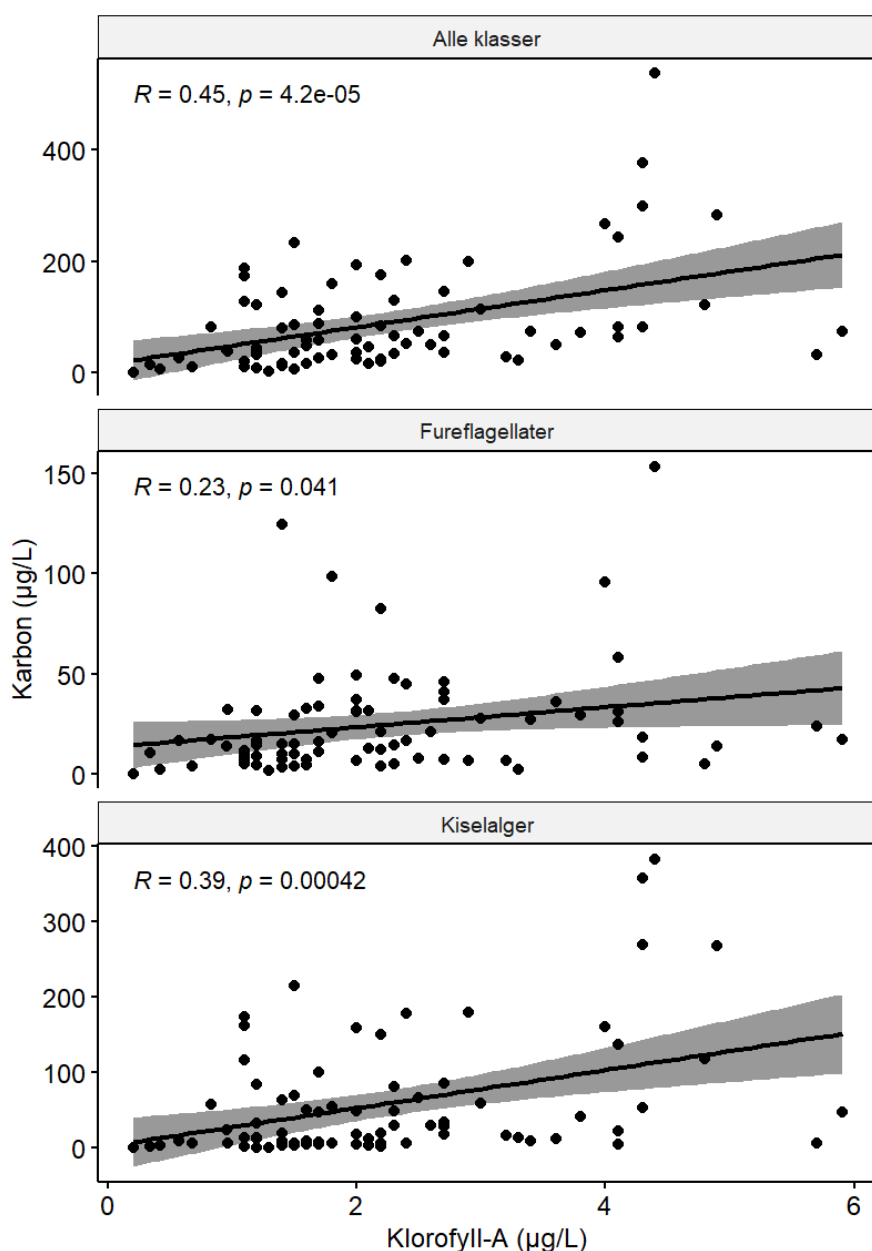 Alle klasser
R = 0.45, p = 4.2e-05
400
200
0
Fureflagellater
R = 0.23, p = 0.041
150
100
50
0
Karbon (µg/L)
Kiselalger
R = 0.39, p = 0.00042
400
300
200
100
0
0 2 4 6
Klorofyll-A (µg/L)